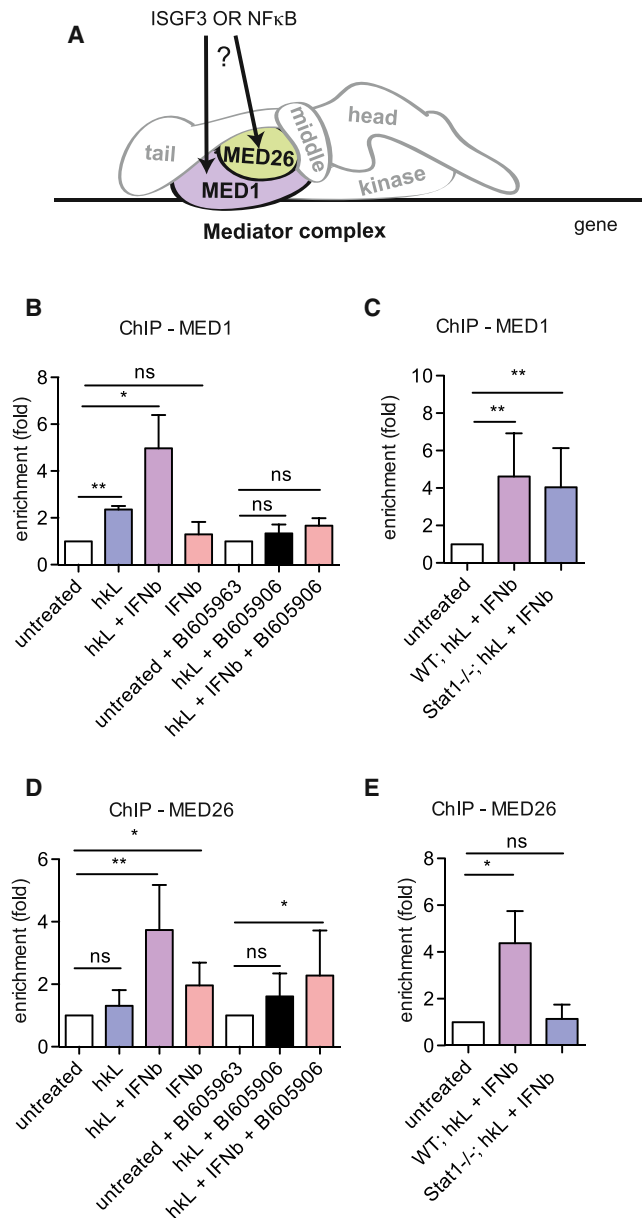 A
ISGF3 OR NFκB
?
tail
MED26
MED1
middle
head
kinase
Mediator complex
gene
B
ChIP - MED1
enrichment (fold)
8
6
4
2
0
ns
*
**
ns
ns
untreated
hkL
hkL + IFNb
IFNb
untreated + BI605963
hkL + BI605906
hkL + IFNb + BI605906
C
ChIP - MED1
enrichment (fold)
10
8
6
4
2
0
**
**
untreated
WT; hkL + IFNb
Stat1-/-; hkL + IFNb
D
ChIP - MED26
enrichment (fold)
6
4
2
0
*
**
ns
*
ns
untreated
hkL
hkL + IFNb
IFNb
untreated + BI605963
hkL + BI605906
hkL + IFNb + BI605906
E
ChIP - MED26
enrichment (fold)
8
6
4
2
0
ns
*
untreated
WT; hkL + IFNb
Stat1-/-; hkL + IFNb